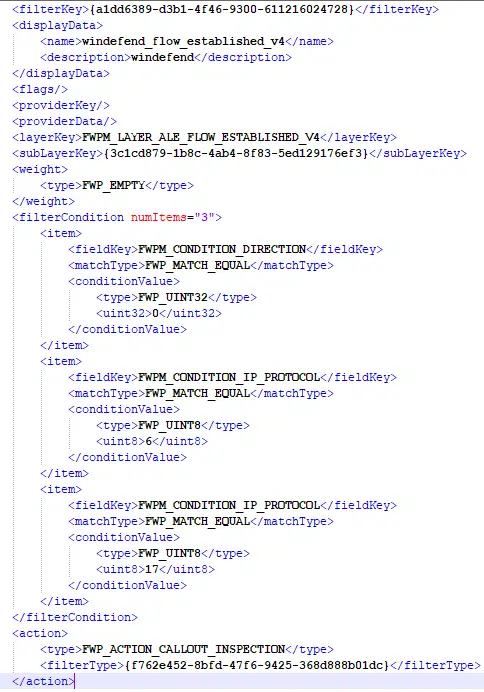 <filterKey>{a1dd6389-d3b1-4f46-9300-611216024728}</filterKey>
<displayData>
<name>windefend_flow_established_v4</name>
<description>windefend</description>
</displayData>
<flags/>
<providerKey/>
<providerData/>
<layerKey>FWPM_LAYER_ALE_FLOW_ESTABLISHED_V4</layerKey>
<subLayerKey>{3c1cd879-1b8c-4ab4-8f83-5ed129176ef3}</subLayerKey>
<weight>
<type>FWP_EMPTY</type>
</weight>
<filterCondition numItems="3">
<item>
<fieldKey>FWPM_CONDITION_DIRECTION</fieldKey>
<matchType>FWP_MATCH_EQUAL</matchType>
<conditionValue>
<type>FWP_UINT32</type>
<uint32>0</uint32>
</conditionValue>
</item>
<item>
<fieldKey>FWPM_CONDITION_IP_PROTOCOL</fieldKey>
<matchType>FWP_MATCH_EQUAL</matchType>
<conditionValue>
<type>FWP_UINT8</type>
<uint8>6</uint8>
</conditionValue>
</item>
<item>
<fieldKey>FWPM_CONDITION_IP_PROTOCOL</fieldKey>
<matchType>FWP_MATCH_EQUAL</matchType>
<conditionValue>
<type>FWP_UINT8</type>
<uint8>17</uint8>
</conditionValue>
</item>
</filterCondition>
<action>
<type>FWP_ACTION_CALLOUT_INSPECTION</type>
<filterType>{f762e452-8bfd-47f6-9425-368d888b01dc}</filterType>
</action>